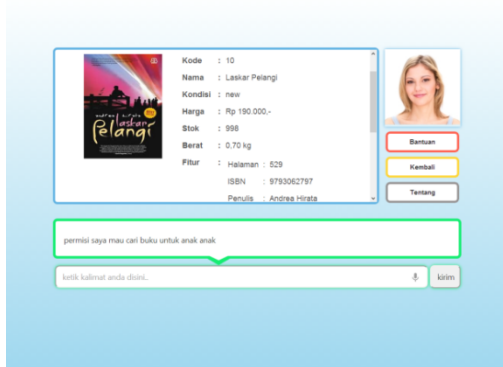 laskar
pelangi
Kode : 10
Nama : Laskar Pelangi
Kondisi : new
Harga : Rp 190.000,-
Stok : 998
Berat : 0,70 kg
Fitur : Halaman : 529
ISBN : 9793062797
Penulis : Andrea Hirata
Bantuan
Kembali
Tentang
permisi saya mau cari buku untuk anak anak
ketik kalimat anda disini..
kirim